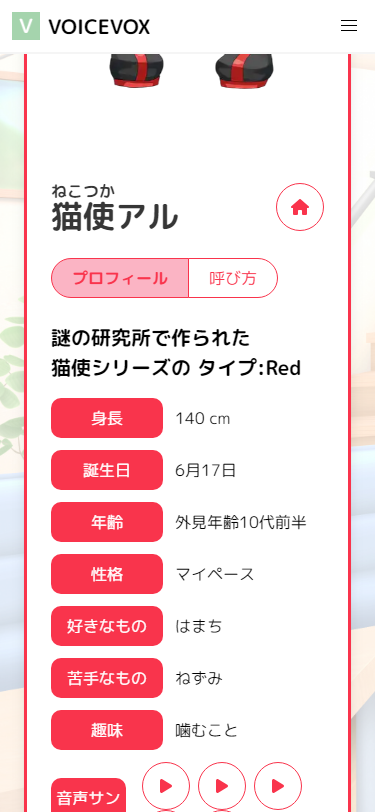 V VOICEVOX
ねこつか
猫使アル
プロフィール 呼び方
謎の研究所で作られた
猫使シリーズの タイプ:Red
身長 140 cm
誕生日 6月17日
年齢 外見年齢10代前半
性格 マイペース
好きなもの はまち
苦手なもの ねずみ
趣味 噛むこと
音声サン